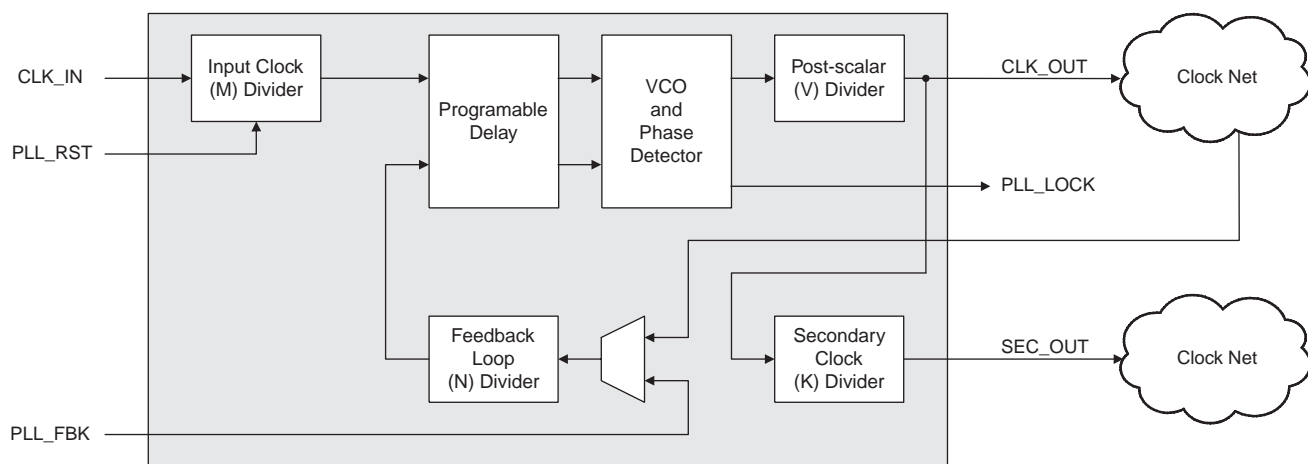 CLK_IN
PLL_RST
Input Clock
(M) Divider
Programable
Delay
VCO
and
Phase
Detector
Post-scalar
(V) Divider
CLK_OUT
Clock Net
PLL_LOCK
Feedback
Loop
(N) Divider
Secondary
Clock
(K) Divider
SEC_OUT
Clock Net
PLL_FBK